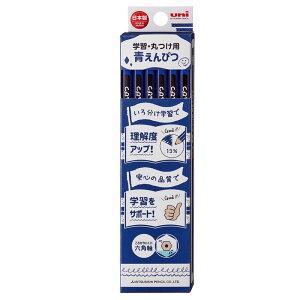 日本製
uni
学習・丸つけ用
青えんぴつ
いろ分け学習で
理解度
アップ!
Good!
安心の品質で
学習を
サポート!
Good!
六角軸
MITSUBISHI PENCIL CO., LTD.